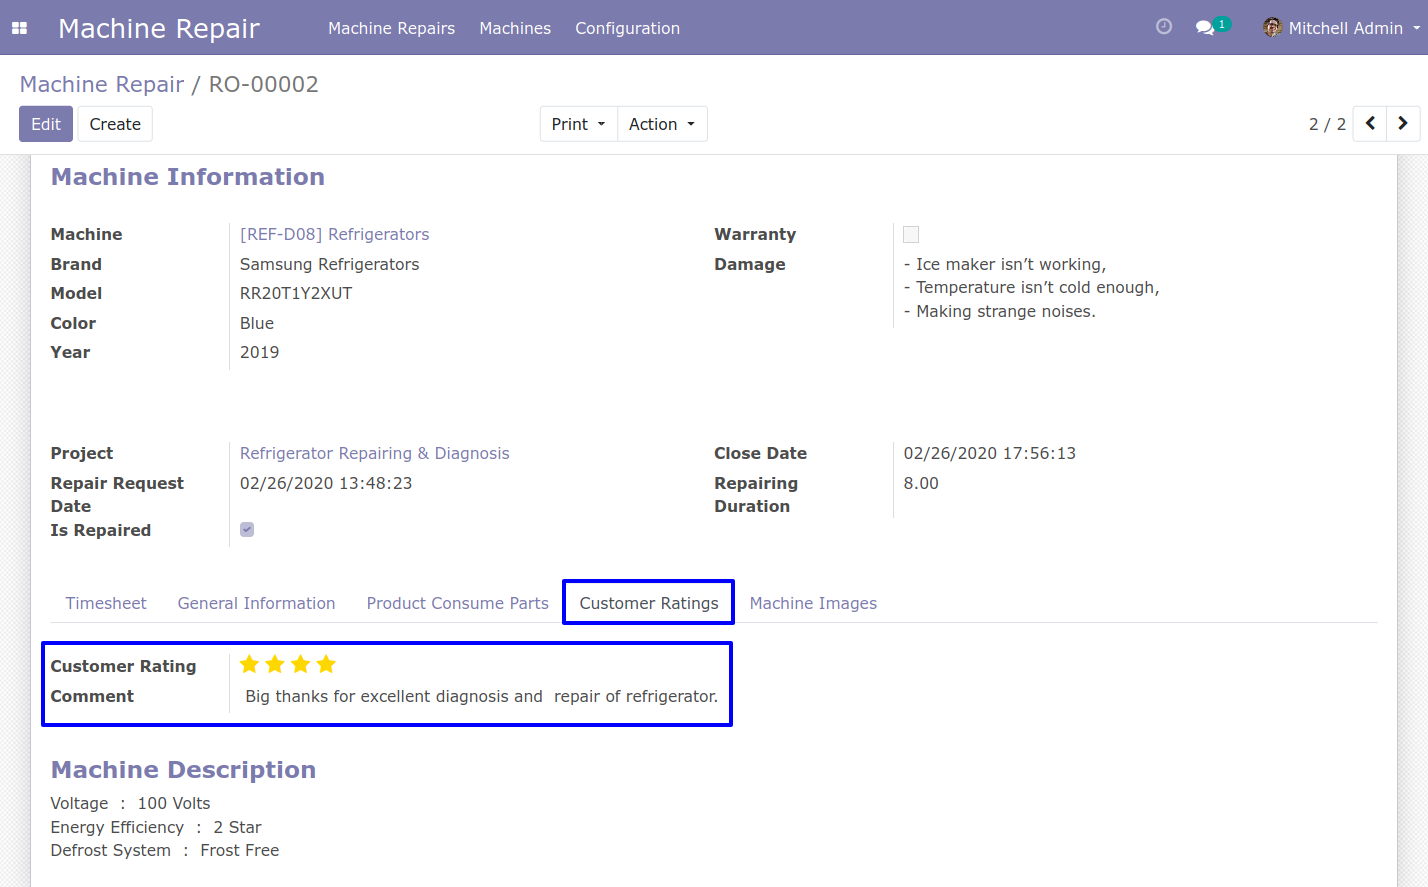 Machine Repair Machine Repairs Machines Configuration 1 Mitchell Admin
Machine Repair / RO-00002
Edit Create Print Action 2 / 2
Machine Information
Machine [REF-D08] Refrigerators
Brand Samsung Refrigerators
Model RR20T1Y2XUT
Color Blue
Year 2019
Warranty
Damage - Ice maker isn’t working,
- Temperature isn’t cold enough,
- Making strange noises.
Project Refrigerator Repairing & Diagnosis
Repair Request Date 02/26/2020 13:48:23
Is Repaired
Close Date 02/26/2020 17:56:13
Repairing Duration 8.00
Timesheet General Information Product Consume Parts Customer Ratings Machine Images
Customer Rating
Comment Big thanks for excellent diagnosis and  repair of refrigerator.
Machine Description
Voltage : 100 Volts
Energy Efficiency : 2 Star
Defrost System : Frost Free